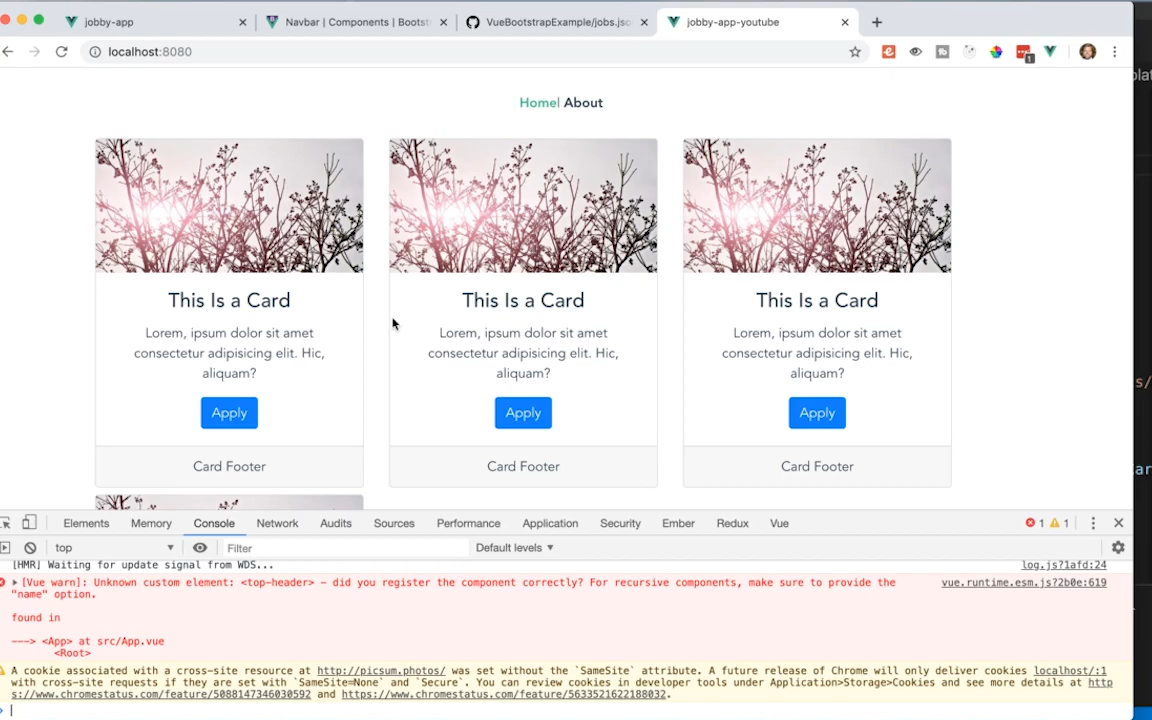 jobby-app
Navbar | Components | Bootst
VueBootstrapExample/jobs.jso
jobby-app-youtube
localhost:8080
1
plat
Home| About
This Is a Card
Lorem, ipsum dolor sit amet
consectetur adipisicing elit. Hic,
aliquam?
Apply
Card Footer
This Is a Card
Lorem, ipsum dolor sit amet
consectetur adipisicing elit. Hic,
aliquam?
Apply
Card Footer
This Is a Card
Lorem, ipsum dolor sit amet
consectetur adipisicing elit. Hic,
aliquam?
Apply
Card Footer
s/
ar
Elements Memory Console Network Audits Sources Performance Application Security Ember Redux Vue 1 1
top Filter Default levels
[HMR] Waiting for update signal from WDS... log.js?1afd:24
[Vue warn]: Unknown custom element: <top-header> - did you register the component correctly? For recursive components, make sure to provide the vue.runtime.esm.js?2b0e:619
"name" option.
found in
---> <App> at src/App.vue
<Root>
A cookie associated with a cross-site resource at http://picsum.photos/ was set without the `SameSite` attribute. A future release of Chrome will only deliver cookies localhost/:1
with cross-site requests if they are set with `SameSite=None` and `Secure`. You can review cookies in developer tools under Application>Storage>Cookies and see more details at http
s://www.chromestatus.com/feature/5088147346030592 and https://www.chromestatus.com/feature/5633521622188032.